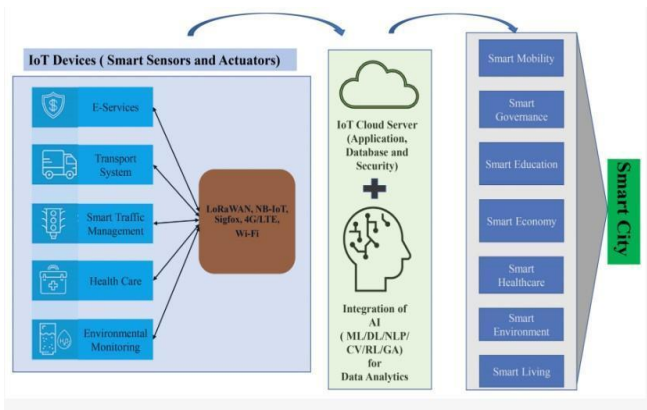 IoT Devices ( Smart Sensors and Actuators)
E-Services
Transport
System
Smart Traffic
Management
Health Care
Environmental
Monitoring
LoRaWAN, NB-IoT,
Sigfox, 4G/LTE,
Wi-Fi
IoT Cloud Server
(Application,
Database and
Security)
Integration of
AI
( ML/DL/NLP/
CV/RL/GA)
for
Data Analytics
Smart Mobility
Smart
Governance
Smart Education
Smart Economy
Smart
Healthcare
Smart
Environment
Smart Living
Smart City